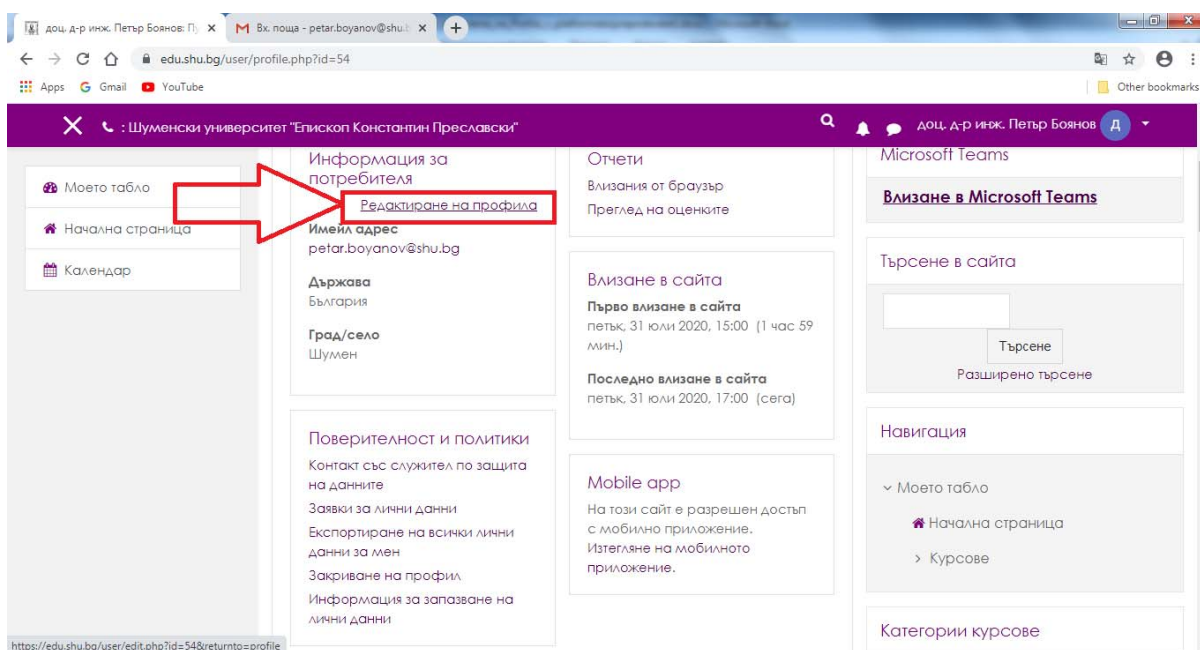 доц. д-р инж. Петър Боянов: Пу
Вх. поща - petar.boyanov@shu.b
edu.shu.bg/user/profile.php?id=54
Apps Gmail YouTube Other bookmarks
: Шуменски университет "Епископ Константин Преславски"
доц. д-р инж. Петър Боянов Д
Моето табло
Начална страница
Календар
Информация за
потребителя
Редактиране на профила
Имейл адрес
petar.boyanov@shu.bg
Държава
България
Град/село
Шумен
Поверителност и политики
Контакт със служител по защита
на данните
Заявки за лични данни
Експортиране на всички лични
данни за мен
Закриване на профил
Информация за запазване на
лични данни
Отчети
Влизания от браузър
Преглед на оценките
Влизане в сайта
Първо влизане в сайта
петък, 31 юли 2020, 15:00 (1 час 59
мин.)
Последно влизане в сайта
петък, 31 юли 2020, 17:00 (сега)
Mobile app
На този сайт е разрешен достъп
с мобилно приложение.
Изтегляне на мобилното
приложение.
Microsoft Teams
Влизане в Microsoft Teams
Търсене в сайта
Търсене
Разширено търсене
Навигация
Моето табло
Начална страница
Курсове
Категории курсове
https://edu.shu.bg/user/edit.php?id=54&returnto=profile